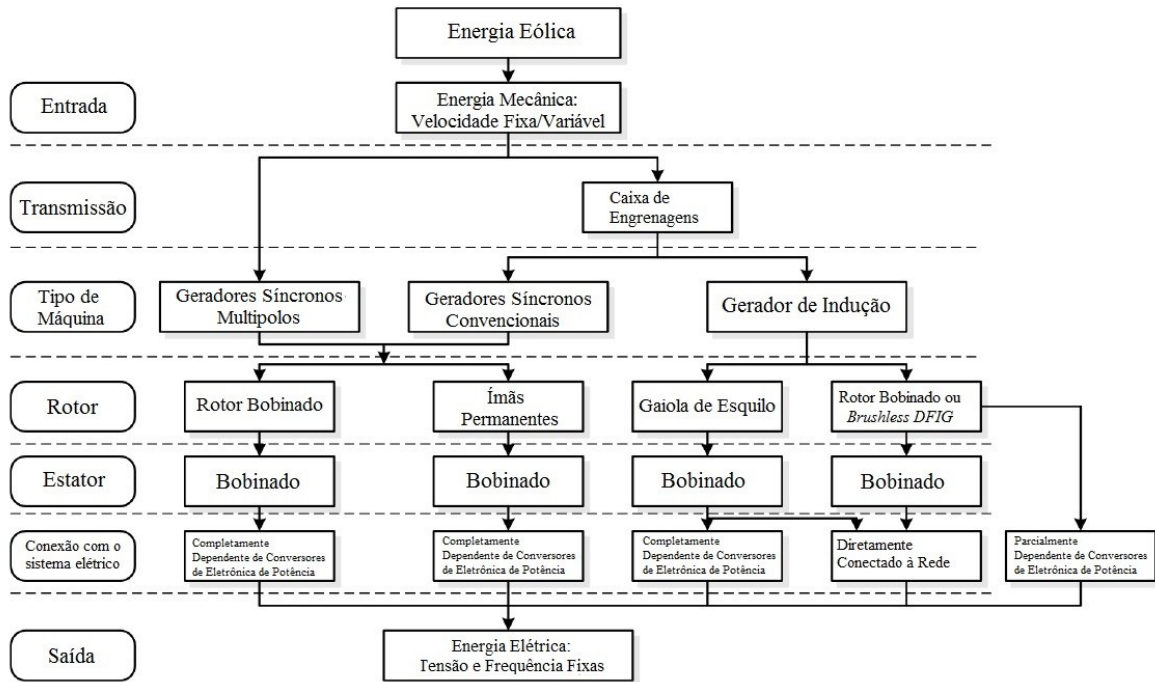 Energia Eólica
Entrada
Energia Mecânica:
Velocidade Fixa/Variável
Transmissão
Caixa de
Engrenagens
Tipo de
Máquina
Geradores Síncronos
Multipolos
Geradores Síncronos
Convencionais
Gerador de Indução
Rotor
Rotor Bobinado
Ímãs
Permanentes
Gaiola de Esquilo
Rotor Bobinado ou
Brushless DFIG
Estator
Bobinado
Bobinado
Bobinado
Bobinado
Conexão com o
sistema elétrico
Completamente
Dependente de Conversores
de Eletrônica de Potência
Completamente
Dependente de Conversores
de Eletrônica de Potência
Completamente
Dependente de Conversores
de Eletrônica de Potência
Diretamente
Conectado à Rede
Parcialmente
Dependente de Conversores
de Eletrônica de Potência
Saída
Energia Elétrica:
Tensão e Frequência Fixas